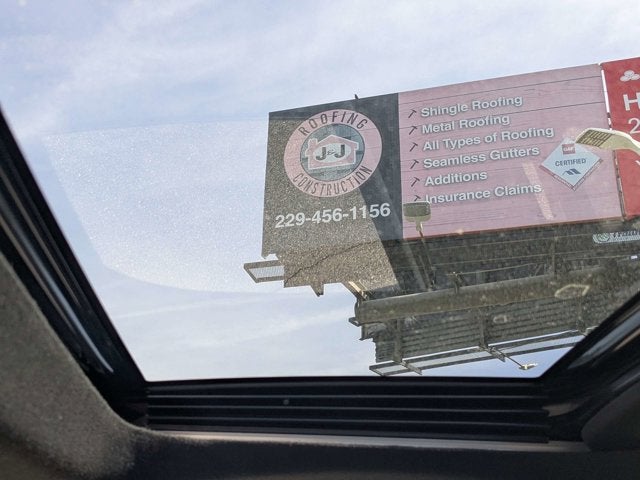 ROOFING
J&J
CONSTRUCTION
229-456-1156
Shingle Roofing
Metal Roofing
All Types of Roofing
Seamless Gutters
Additions
Insurance Claims
CERTIFIED
H
2